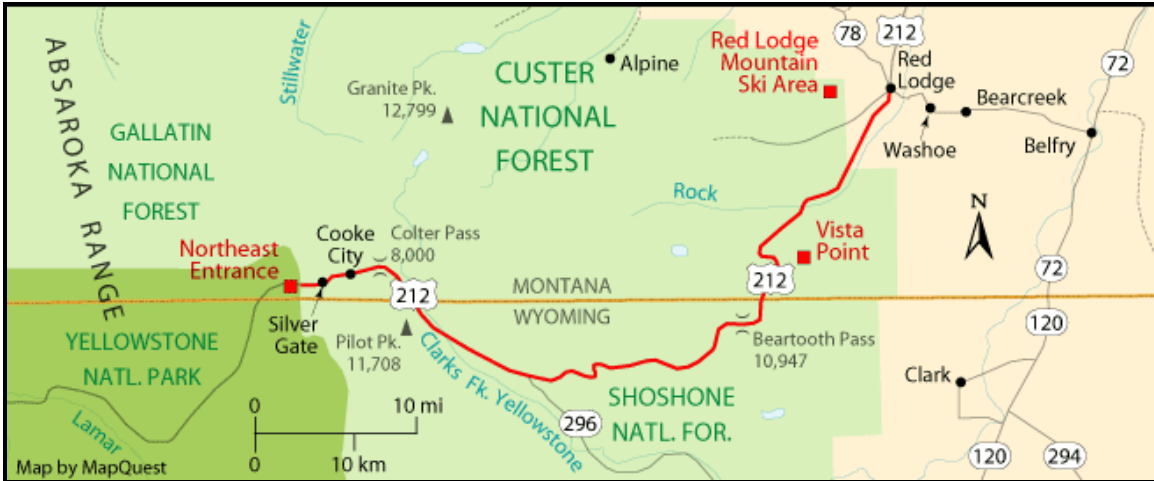 ABSAROKA RANGE
Stillwater
Granite Pk.
12,799
CUSTER
NATIONAL
FOREST
Alpine
Red Lodge
Mountain
Ski Area
78
212
Red
Lodge
72
Bearcreek
Washoe
Belfry
GALLATIN
NATIONAL
FOREST
Rock
N
Northeast
Entrance
Cooke
City
Colter Pass
8,000
Vista
Point
212
MONTANA
WYOMING
212
72
Silver
Gate
120
YELLOWSTONE
NATL. PARK
Pilot Pk.
11,708
Clarks Fk. Yellowstone
Beartooth Pass
10,947
Clark
0
10 mi
SHOSHONE
NATL. FOR.
296
Lamar
0
10 km
120
294
Map by MapQuest